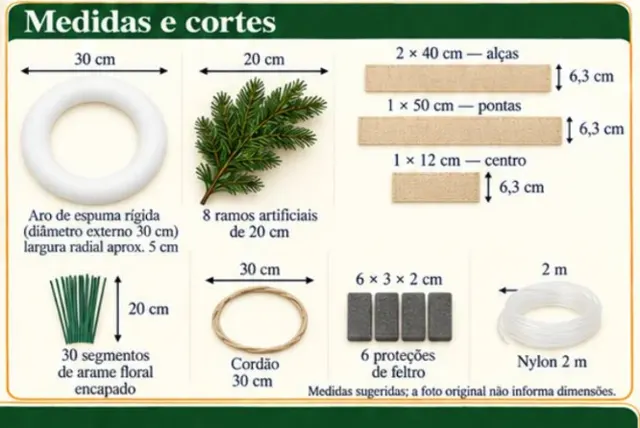 Medidas e cortes
30 cm
20 cm
2 × 40 cm — alças
6,3 cm
1 × 50 cm — pontas
6,3 cm
1 × 12 cm — centro
6,3 cm
Aro de espuma rígida
(diâmetro externo 30 cm)
largura radial aprox. 5 cm
8 ramos artificiais
de 20 cm
20 cm
30 segmentos
de arame floral
encapado
30 cm
Cordão
30 cm
6 × 3 × 2 cm
6 proteções
de feltro
2 m
Nylon 2 m
Medidas sugeridas; a foto original não informa dimensões.